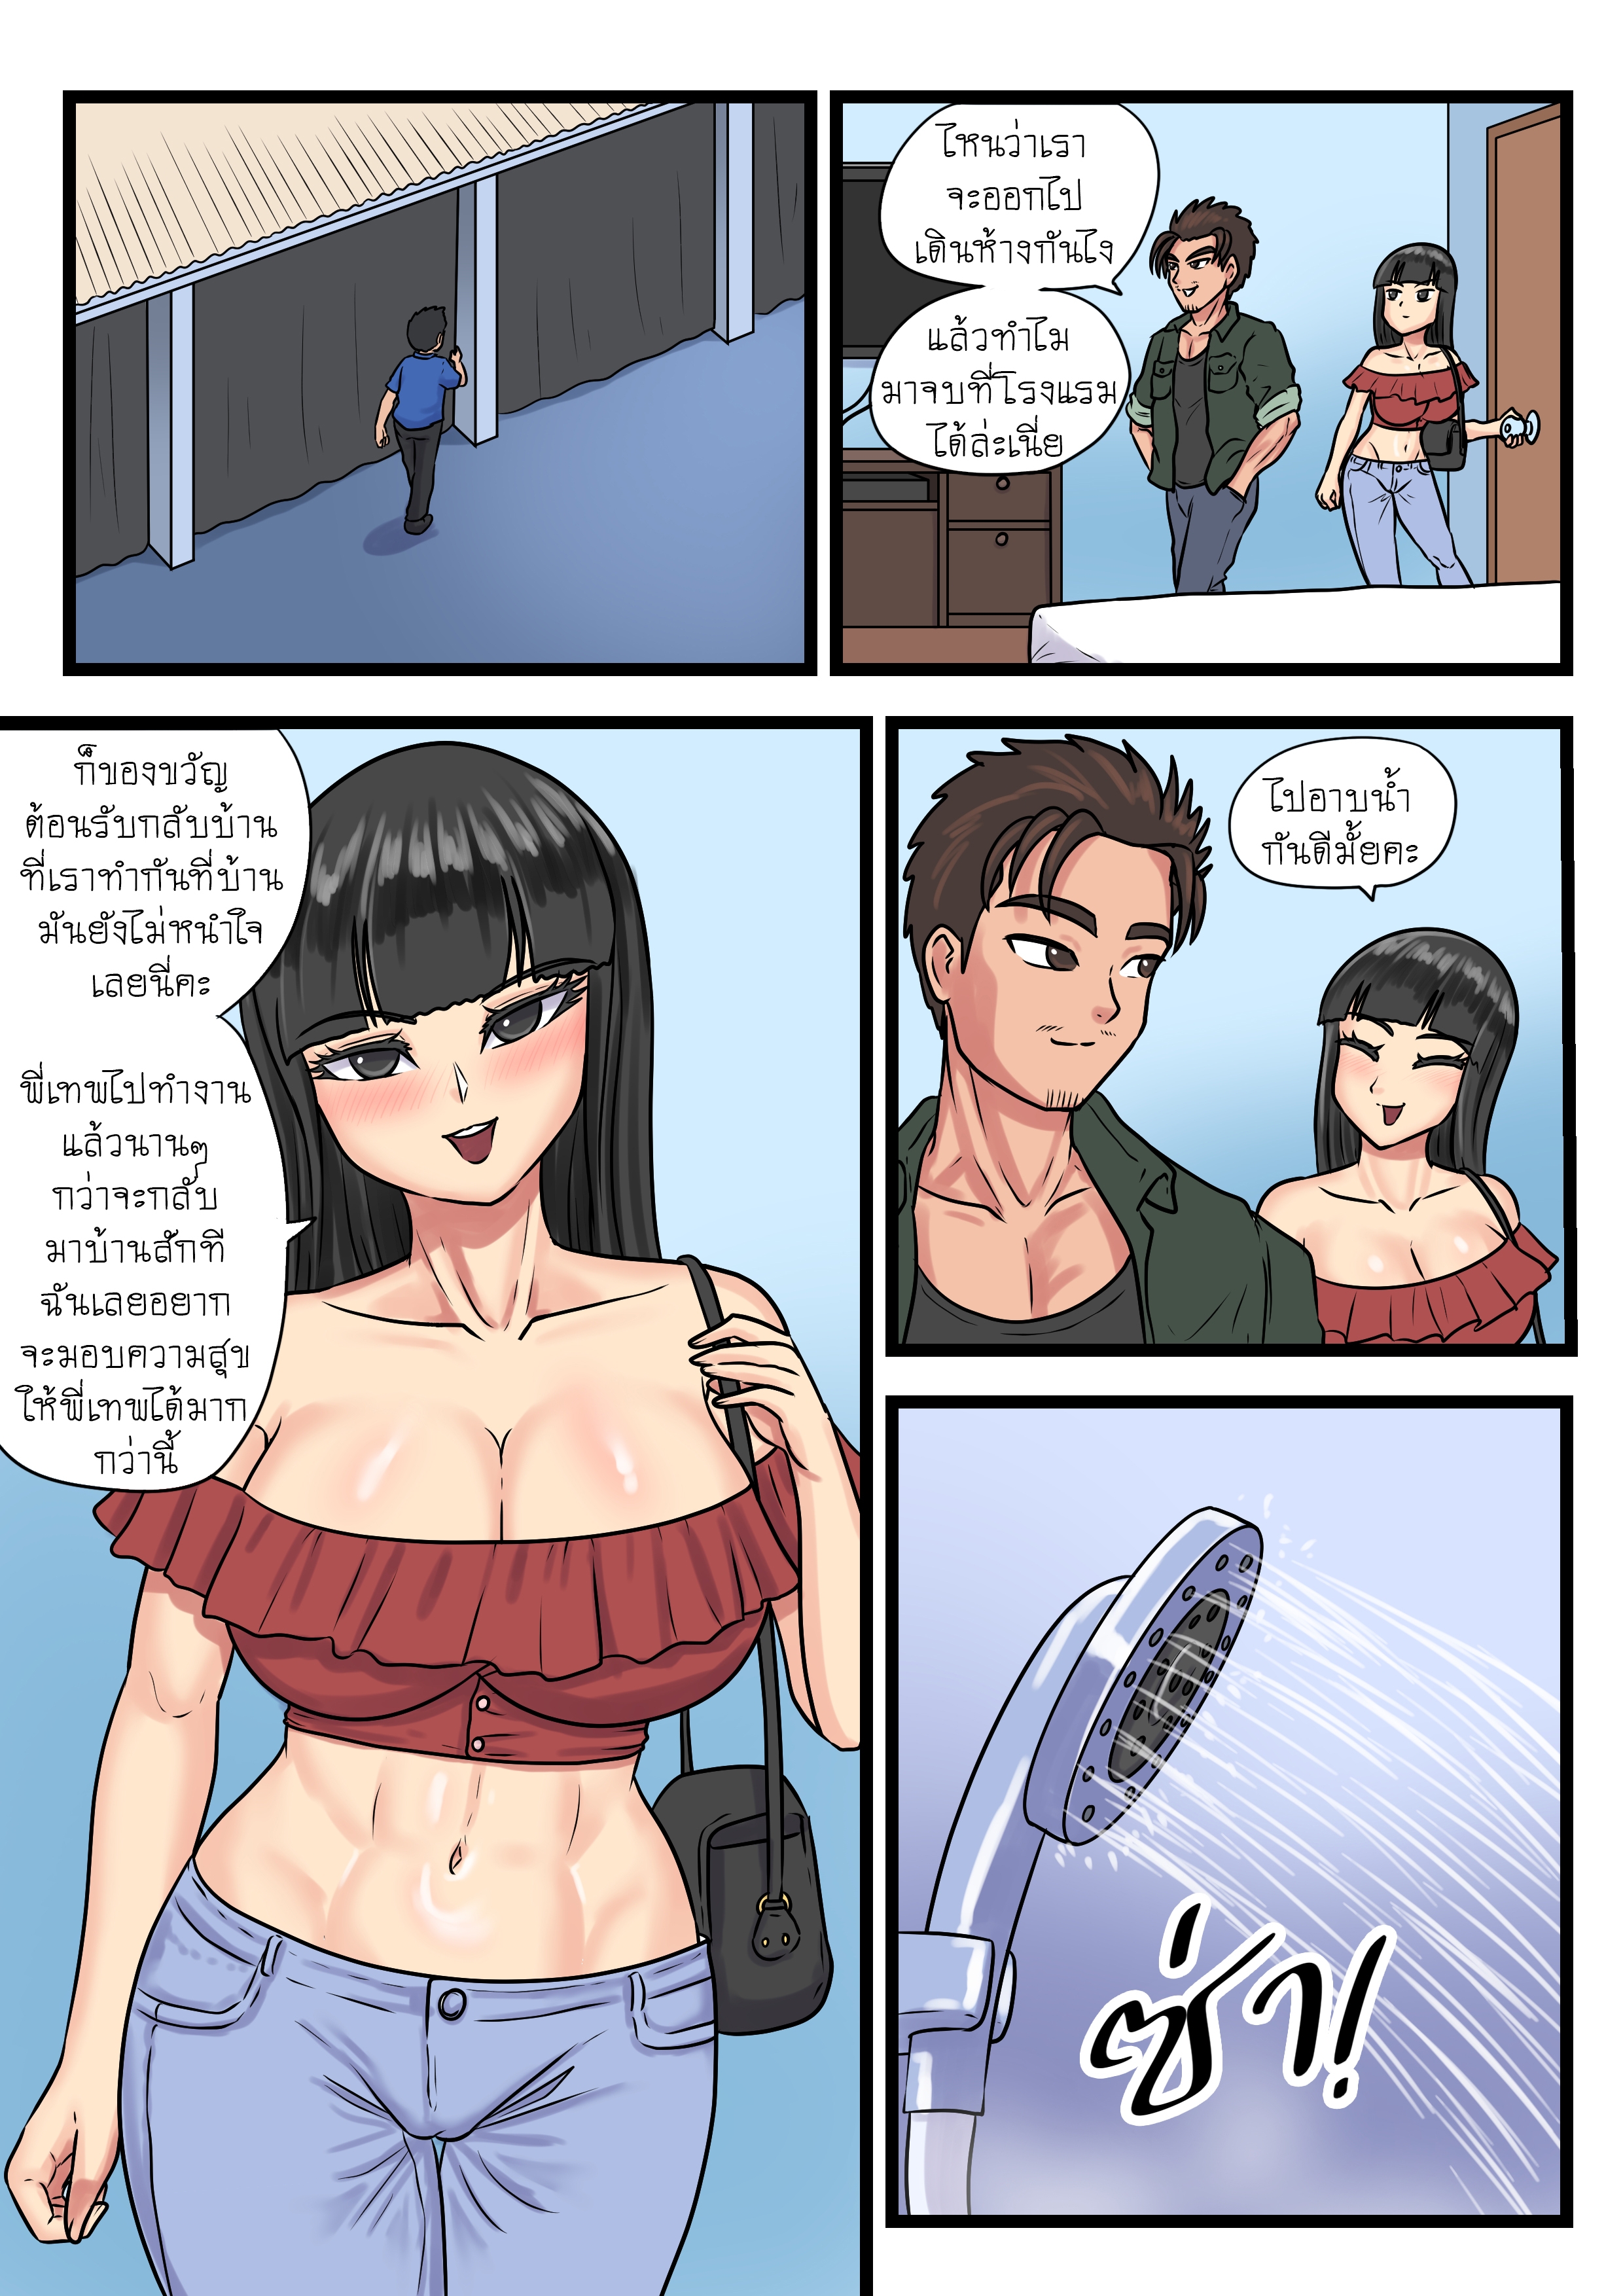 ไหนว่าเรา
จะออกไป
เดินห้างกันไง
แล้วทำไม
มาจบที่โรงแรม
ได้ล่ะเนี่ย
ก็ของขวัญ
ต้อนรับกลับบ้าน
ที่เราทำกันที่บ้าน
มันยังไม่หนำใจ
เลยนี่คะ
พี่เทพไปทำงาน
แล้วนานๆ
กว่าจะกลับ
มาบ้านสักที
ฉันเลยอยาก
จะมอบความสุข
ให้พี่เทพได้มาก
กว่านี้
ไปอาบน้ำ
กันดีมั้ยคะ
ซ่า!